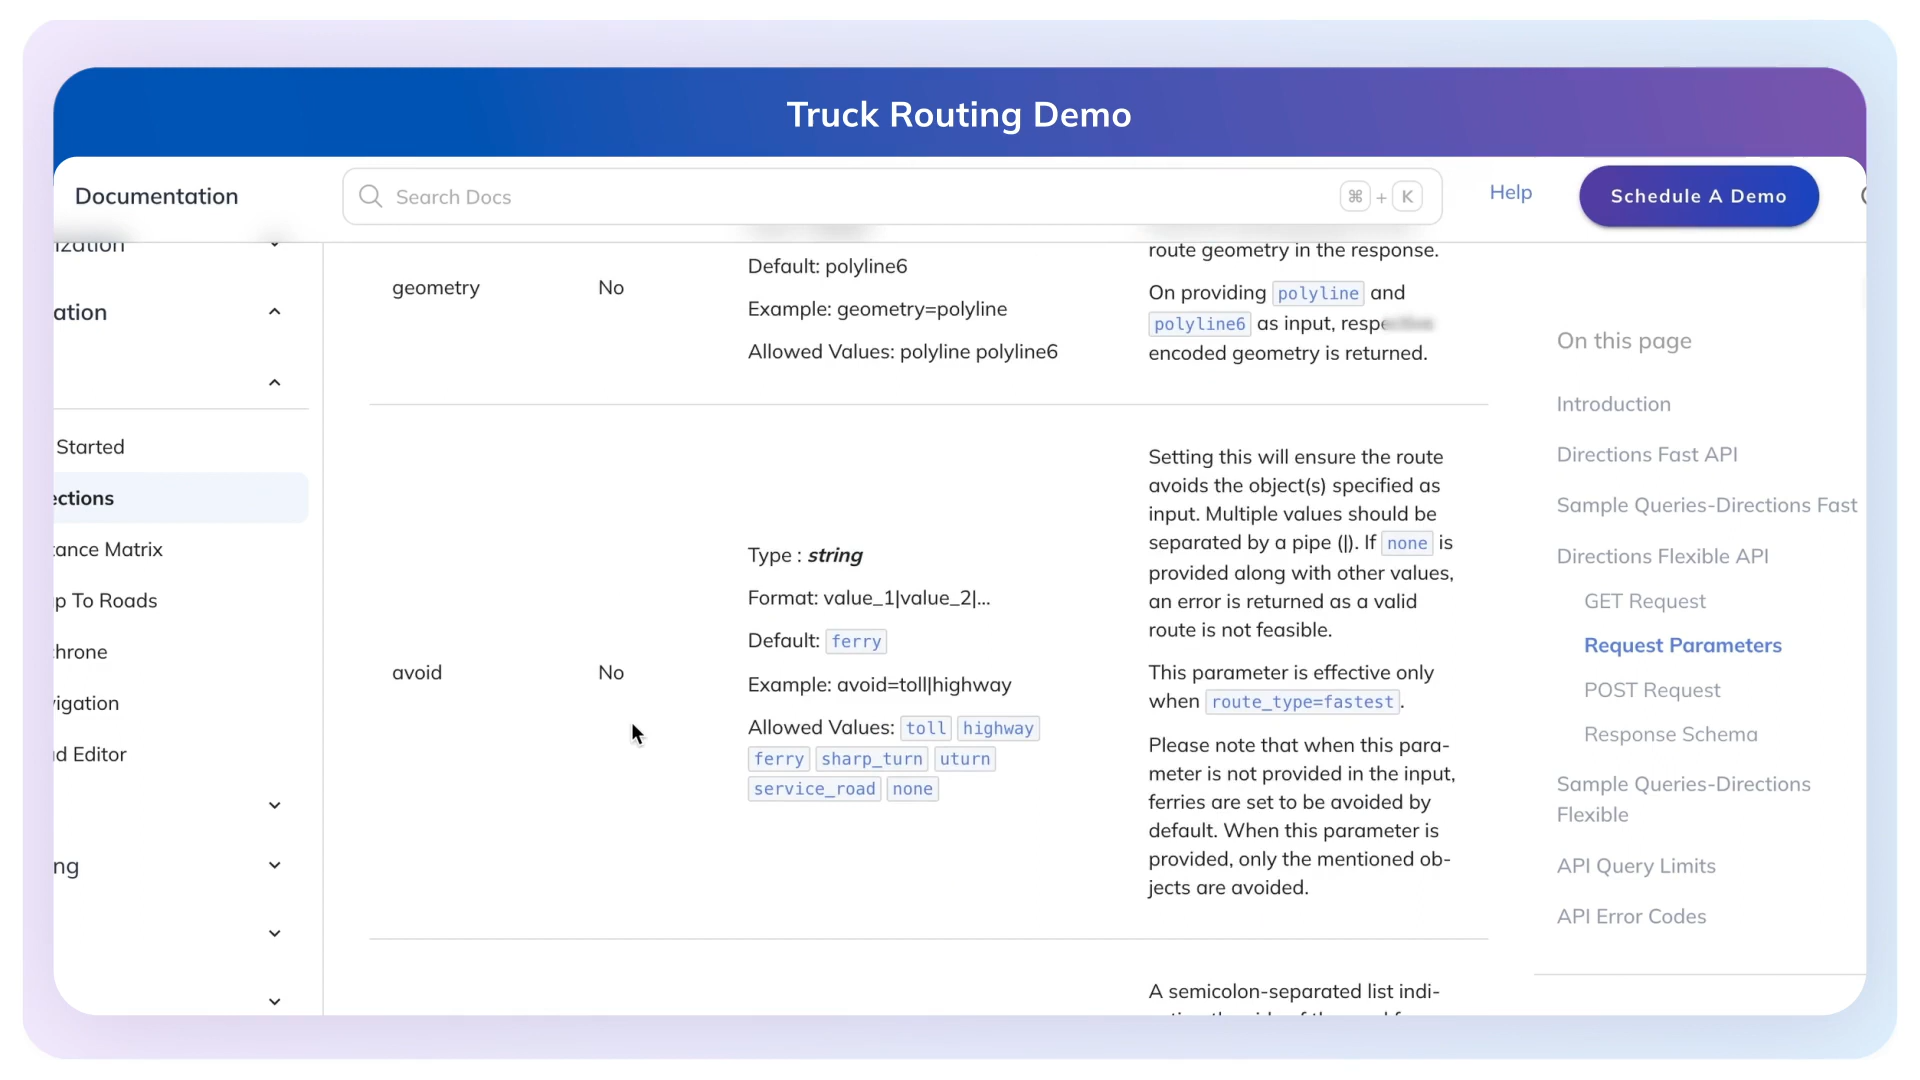 Truck Routing Demo
Documentation
Search Docs
⌘ + K
Help
Schedule A Demo
ization
ation
Started
ections
tance Matrix
p To Roads
chrone
vigation
d Editor
ng
geometry
No
Default: polyline6
Example: geometry=polyline
Allowed Values: polyline polyline6
route geometry in the response.
On providing polyline and
polyline6 as input, respective
encoded geometry is returned.
avoid
No
Type : string
Format: value_1|value_2|...
Default: ferry
Example: avoid=toll|highway
Allowed Values: toll highway
ferry sharp_turn uturn
service_road none
Setting this will ensure the route
avoids the object(s) specified as
input. Multiple values should be
separated by a pipe (|). If none is
provided along with other values,
an error is returned as a valid
route is not feasible.
This parameter is effective only
when route_type=fastest.
Please note that when this para-
meter is not provided in the input,
ferries are set to be avoided by
default. When this parameter is
provided, only the mentioned ob-
jects are avoided.
A semicolon-separated list indi-
On this page
Introduction
Directions Fast API
Sample Queries-Directions Fast
Directions Flexible API
GET Request
Request Parameters
POST Request
Response Schema
Sample Queries-Directions
Flexible
API Query Limits
API Error Codes